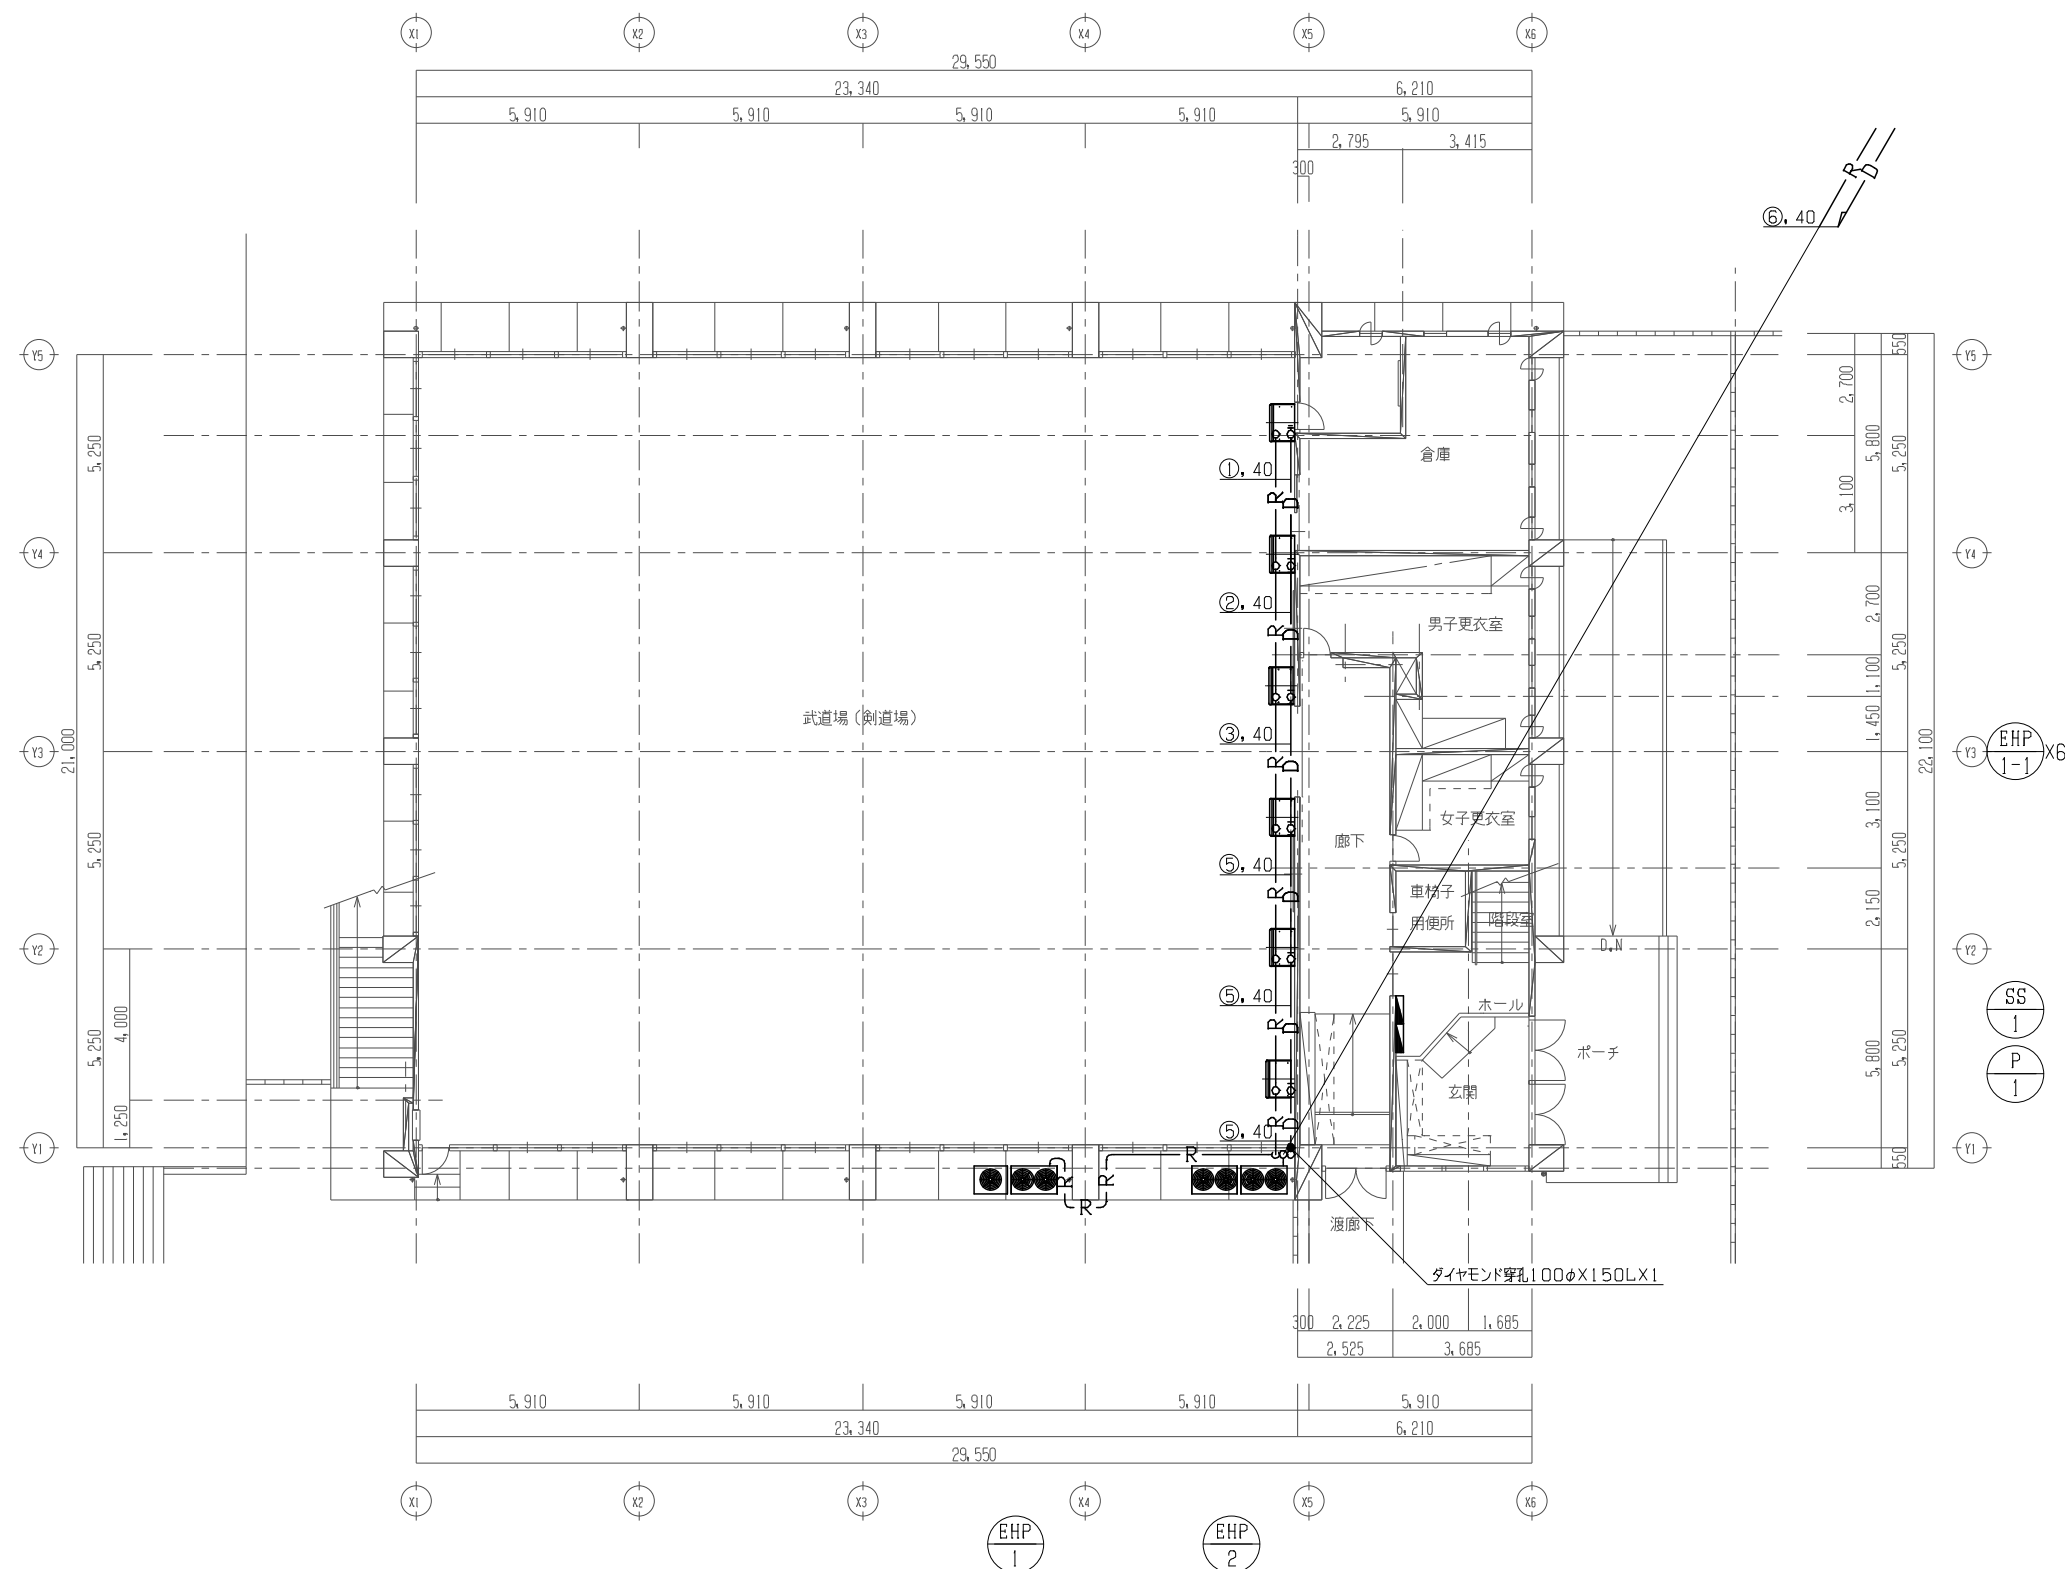 X1 X2 X3 X4 X5 X6
29,550
23,340 6,210
5,910 5,910 5,910 5,910 5,910
2,795 3,415
300
R
D
⑥,40
Y5 Y5
550
2,700
5,250 5,800 5,250
倉庫
①,40
R
D
3,100
Y4 Y4
②,40
2,700
男子更衣室
R
D
5,250 5,250
1,100
武道場(剣道場)
1,450
③,40
21,000 22,100
Y3 Y3
EHP
1-1
X6
R
D
3,100
女子更衣室
廊下
5,250 5,250
⑤,40
R
D
車椅子
用便所
階段室
2,150
D.N
Y2 Y2
⑤,40
SS
1
ホール
4,000
R
D
5,250 5,800 5,250
ポーチ
P
1
玄関
1,250
⑤,40
R
D
Y1 Y1
550
R
S
R
R
R
渡廊下
ダイヤモンド穿孔100φX150LX1
300 2,225 2,000 1,685
2,525 3,685
5,910 5,910 5,910 5,910 5,910
23,340 6,210
29,550
X1 X2 X3 X4 X5 X6
EHP
1
EHP
2